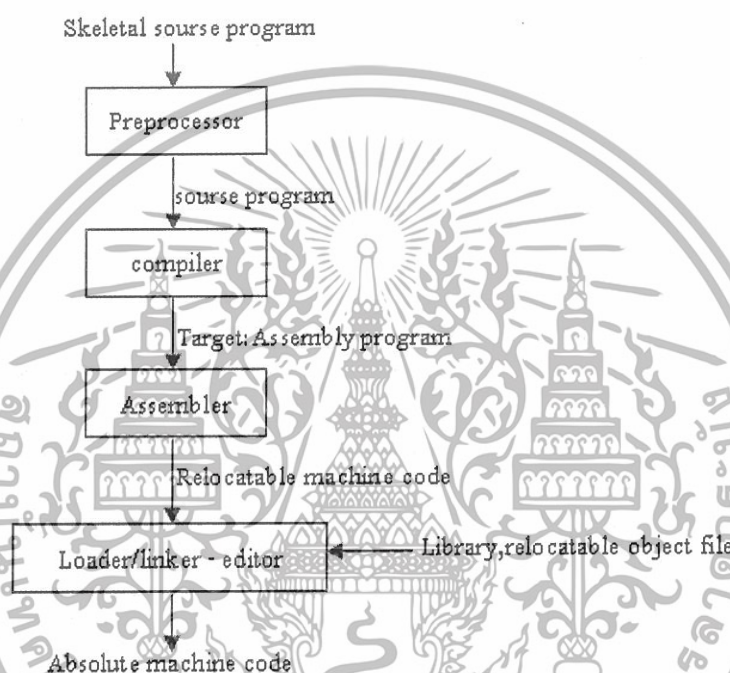 Skeletal sourse program
Preprocessor
sourse program
compiler
Target: Assembly program
Assembler
Relocatable machine code
Loader/linker - editor
Library,relocatable object file
Absolute machine code